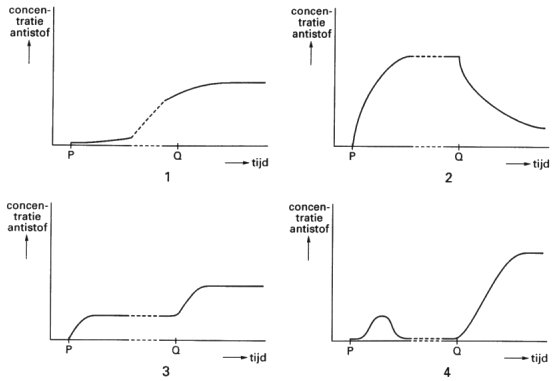 concen-
tratie
antistof
P
Q
tijd
1
concen-
tratie
antistof
P
Q
tijd
2
concen-
tratie
antistof
P
Q
tijd
3
concen-
tratie
antistof
P
Q
tijd
4